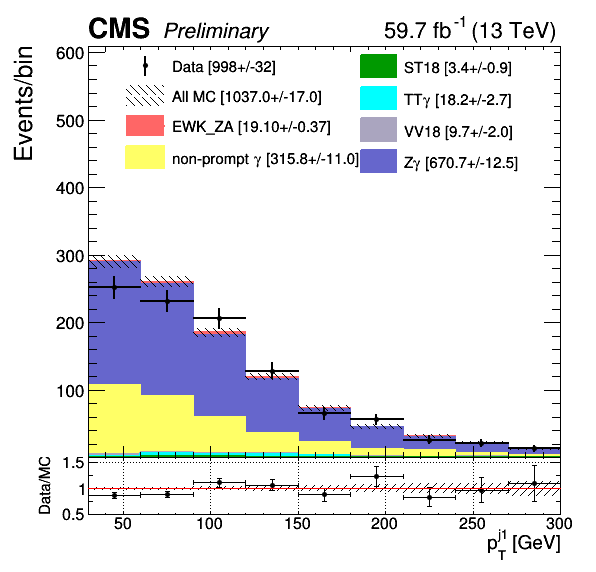 CMS Preliminary 59.7 fb⁻¹ (13 TeV)
Events/bin
600
500
400
300
200
100
Data [998+/-32]
All MC [1037.0+/-17.0]
EWK_ZA [19.10+/-0.37]
non-prompt γ [315.8+/-11.0]
ST18 [3.4+/-0.9]
TTγ [18.2+/-2.7]
VV18 [9.7+/-2.0]
Zγ [670.7+/-12.5]
Data/MC
1.5
1
0.5
50 100 150 200 250 300
p_T^j1 [GeV]